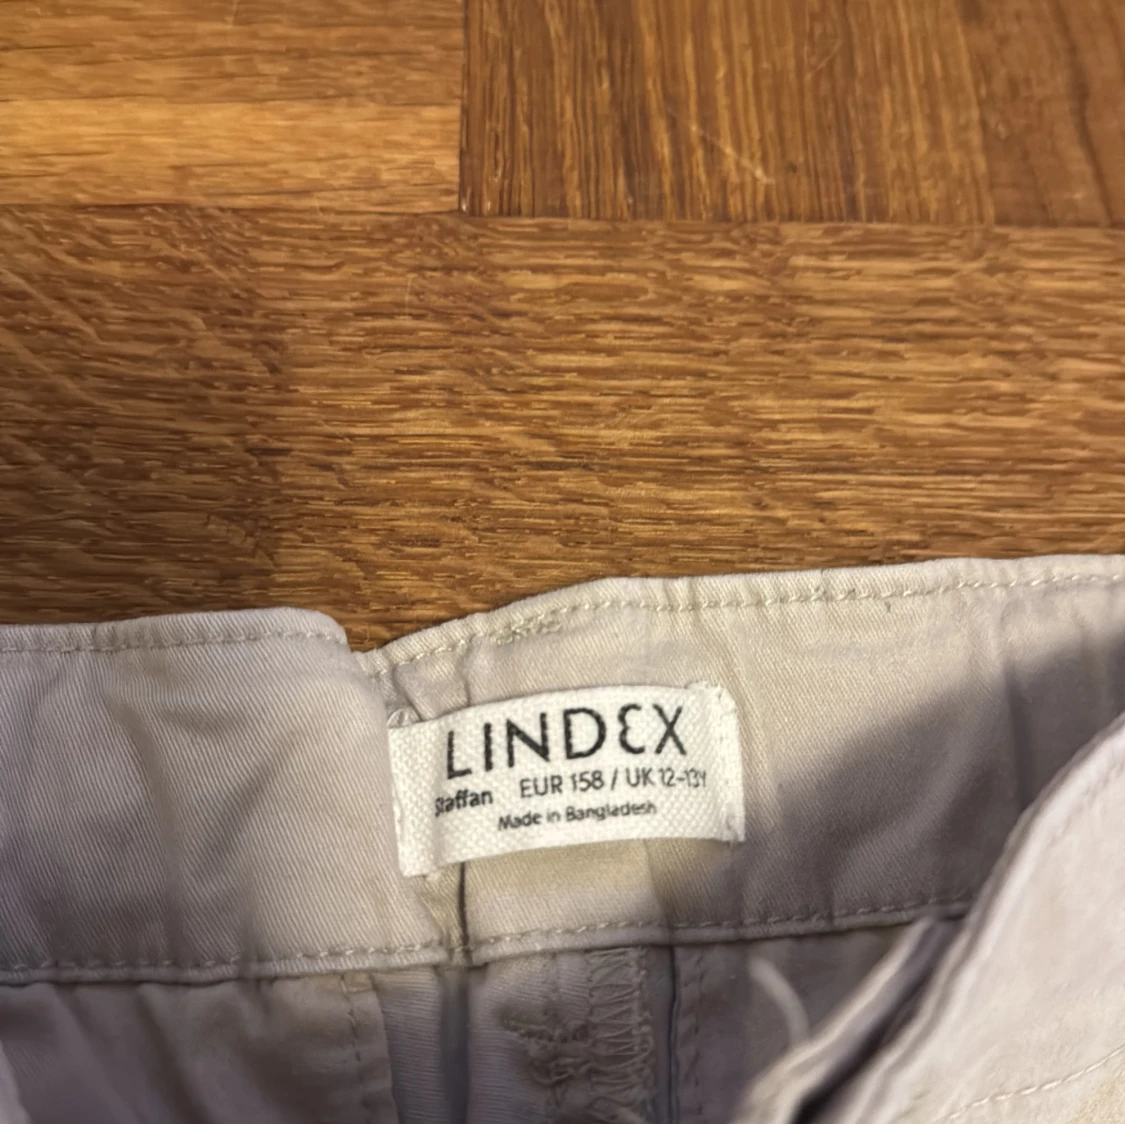 LINDEX
Staffan EUR 158 / UK 12-13Y
Made in Bangladesh